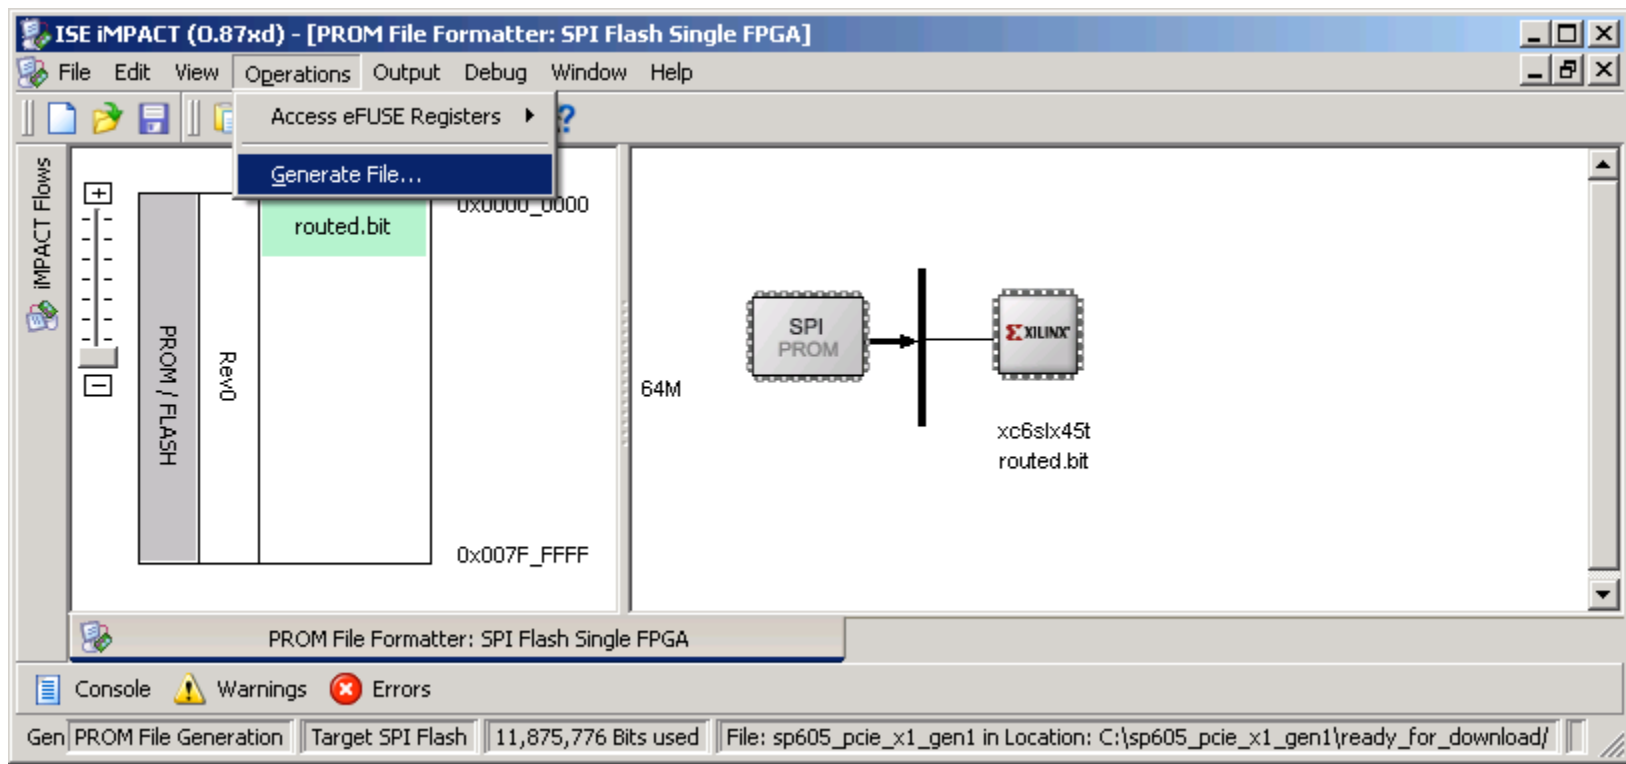 ISE iMPACT (0.87xd) - [PROM File Formatter: SPI Flash Single FPGA]
File Edit View Operations Output Debug Window Help
Access eFUSE Registers
Generate File...
iMPACT Flows
0x0000_0000
routed.bit
PROM / FLASH
Rev0
0x007F_FFFF
64M
SPI
PROM
XILINX
xc6slx45t
routed.bit
PROM File Formatter: SPI Flash Single FPGA
Console Warnings Errors
Gen PROM File Generation Target SPI Flash 11,875,776 Bits used File: sp605_pcie_x1_gen1 in Location: C:\sp605_pcie_x1_gen1\ready_for_download/